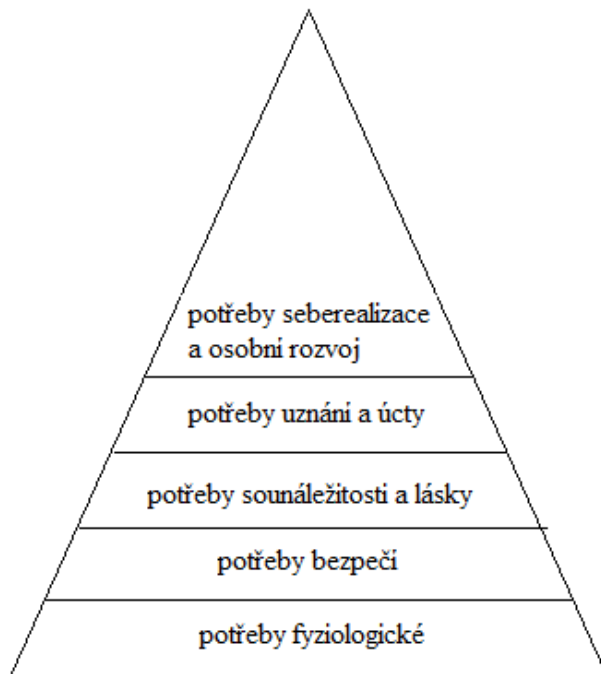 potřeby seberealizace
a osobní rozvoj
potřeby uznání a úcty
potřeby sounáležitosti a lásky
potřeby bezpečí
potřeby fyziologické